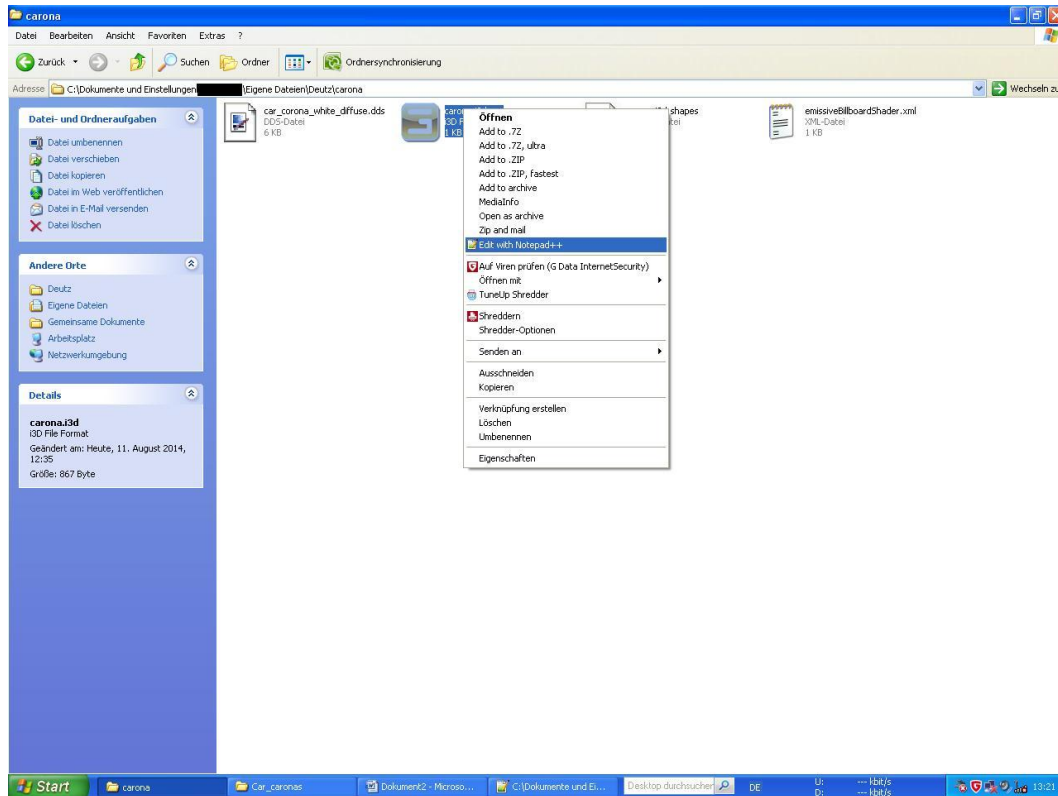 carona
Datei Bearbeiten Ansicht Favoriten Extras ?
Zurück Suchen Ordner Ordnersynchronisierung
Adresse C:\Dokumente und Einstellungen \Eigene Dateien\Deutz\carona Wechseln zu
Datei- und Ordneraufgaben
Datei umbenennen
Datei verschieben
Datei kopieren
Datei im Web veröffentlichen
Datei in E-Mail versenden
Datei löschen
Andere Orte
Deutz
Eigene Dateien
Gemeinsame Dokumente
Arbeitsplatz
Netzwerkumgebung
Details
carona.i3d
i3D File Format
Geändert am: Heute, 11. August 2014,
12:35
Größe: 867 Byte
car_corona_white_diffuse.dds
DDS-Datei
6 KB
1 KB
shapes
emissiveBillboardShader.xml
XML-Datei
1 KB
Öffnen
Add to .7Z
Add to .7Z, ultra
Add to .ZIP
Add to .ZIP, fastest
Add to archive
MediaInfo
Open as archive
Zip and mail
Edit with Notepad++
Auf Viren prüfen (G Data InternetSecurity)
Öffnen mit
TuneUp Shredder
Shreddern
Shredder-Optionen
Senden an
Ausschneiden
Kopieren
Verknüpfung erstellen
Löschen
Umbenennen
Eigenschaften
Start carona Car_caronas Dokument2 - Microso... C:\Dokumente und Ei... Desktop durchsuchen DE U: --- kbit/s 13:21
D: --- kbit/s